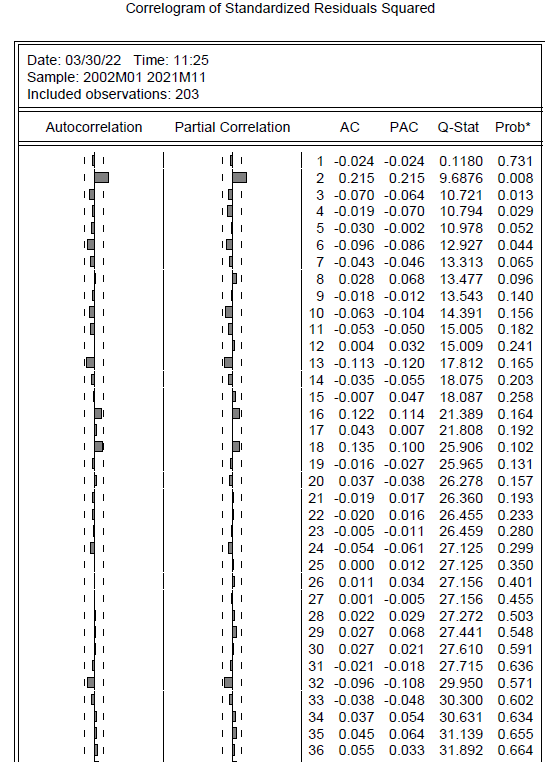 Correlogram of Standardized Residuals Squared
Date: 03/30/22 Time: 11:25
Sample: 2002M01 2021M11
Included observations: 203
Autocorrelation Partial Correlation AC PAC Q-Stat Prob*
1 -0.024 -0.024 0.1180 0.731
2 0.215 0.215 9.6876 0.008
3 -0.070 -0.064 10.721 0.013
4 -0.019 -0.070 10.794 0.029
5 -0.030 -0.002 10.978 0.052
6 -0.096 -0.086 12.927 0.044
7 -0.043 -0.046 13.313 0.065
8 0.028 0.068 13.477 0.096
9 -0.018 -0.012 13.543 0.140
10 -0.063 -0.104 14.391 0.156
11 -0.053 -0.050 15.005 0.182
12 0.004 0.032 15.009 0.241
13 -0.113 -0.120 17.812 0.165
14 -0.035 -0.055 18.075 0.203
15 -0.007 0.047 18.087 0.258
16 0.122 0.114 21.389 0.164
17 0.043 0.007 21.808 0.192
18 0.135 0.100 25.906 0.102
19 -0.016 -0.027 25.965 0.131
20 0.037 -0.038 26.278 0.157
21 -0.019 0.017 26.360 0.193
22 -0.020 0.016 26.455 0.233
23 -0.005 -0.011 26.459 0.280
24 -0.054 -0.061 27.125 0.299
25 0.000 0.012 27.125 0.350
26 0.011 0.034 27.156 0.401
27 0.001 -0.005 27.156 0.455
28 0.022 0.029 27.272 0.503
29 0.027 0.068 27.441 0.548
30 0.027 0.021 27.610 0.591
31 -0.021 -0.018 27.715 0.636
32 -0.096 -0.108 29.950 0.571
33 -0.038 -0.048 30.300 0.602
34 0.037 0.054 30.631 0.634
35 0.045 0.064 31.139 0.655
36 0.055 0.033 31.892 0.664